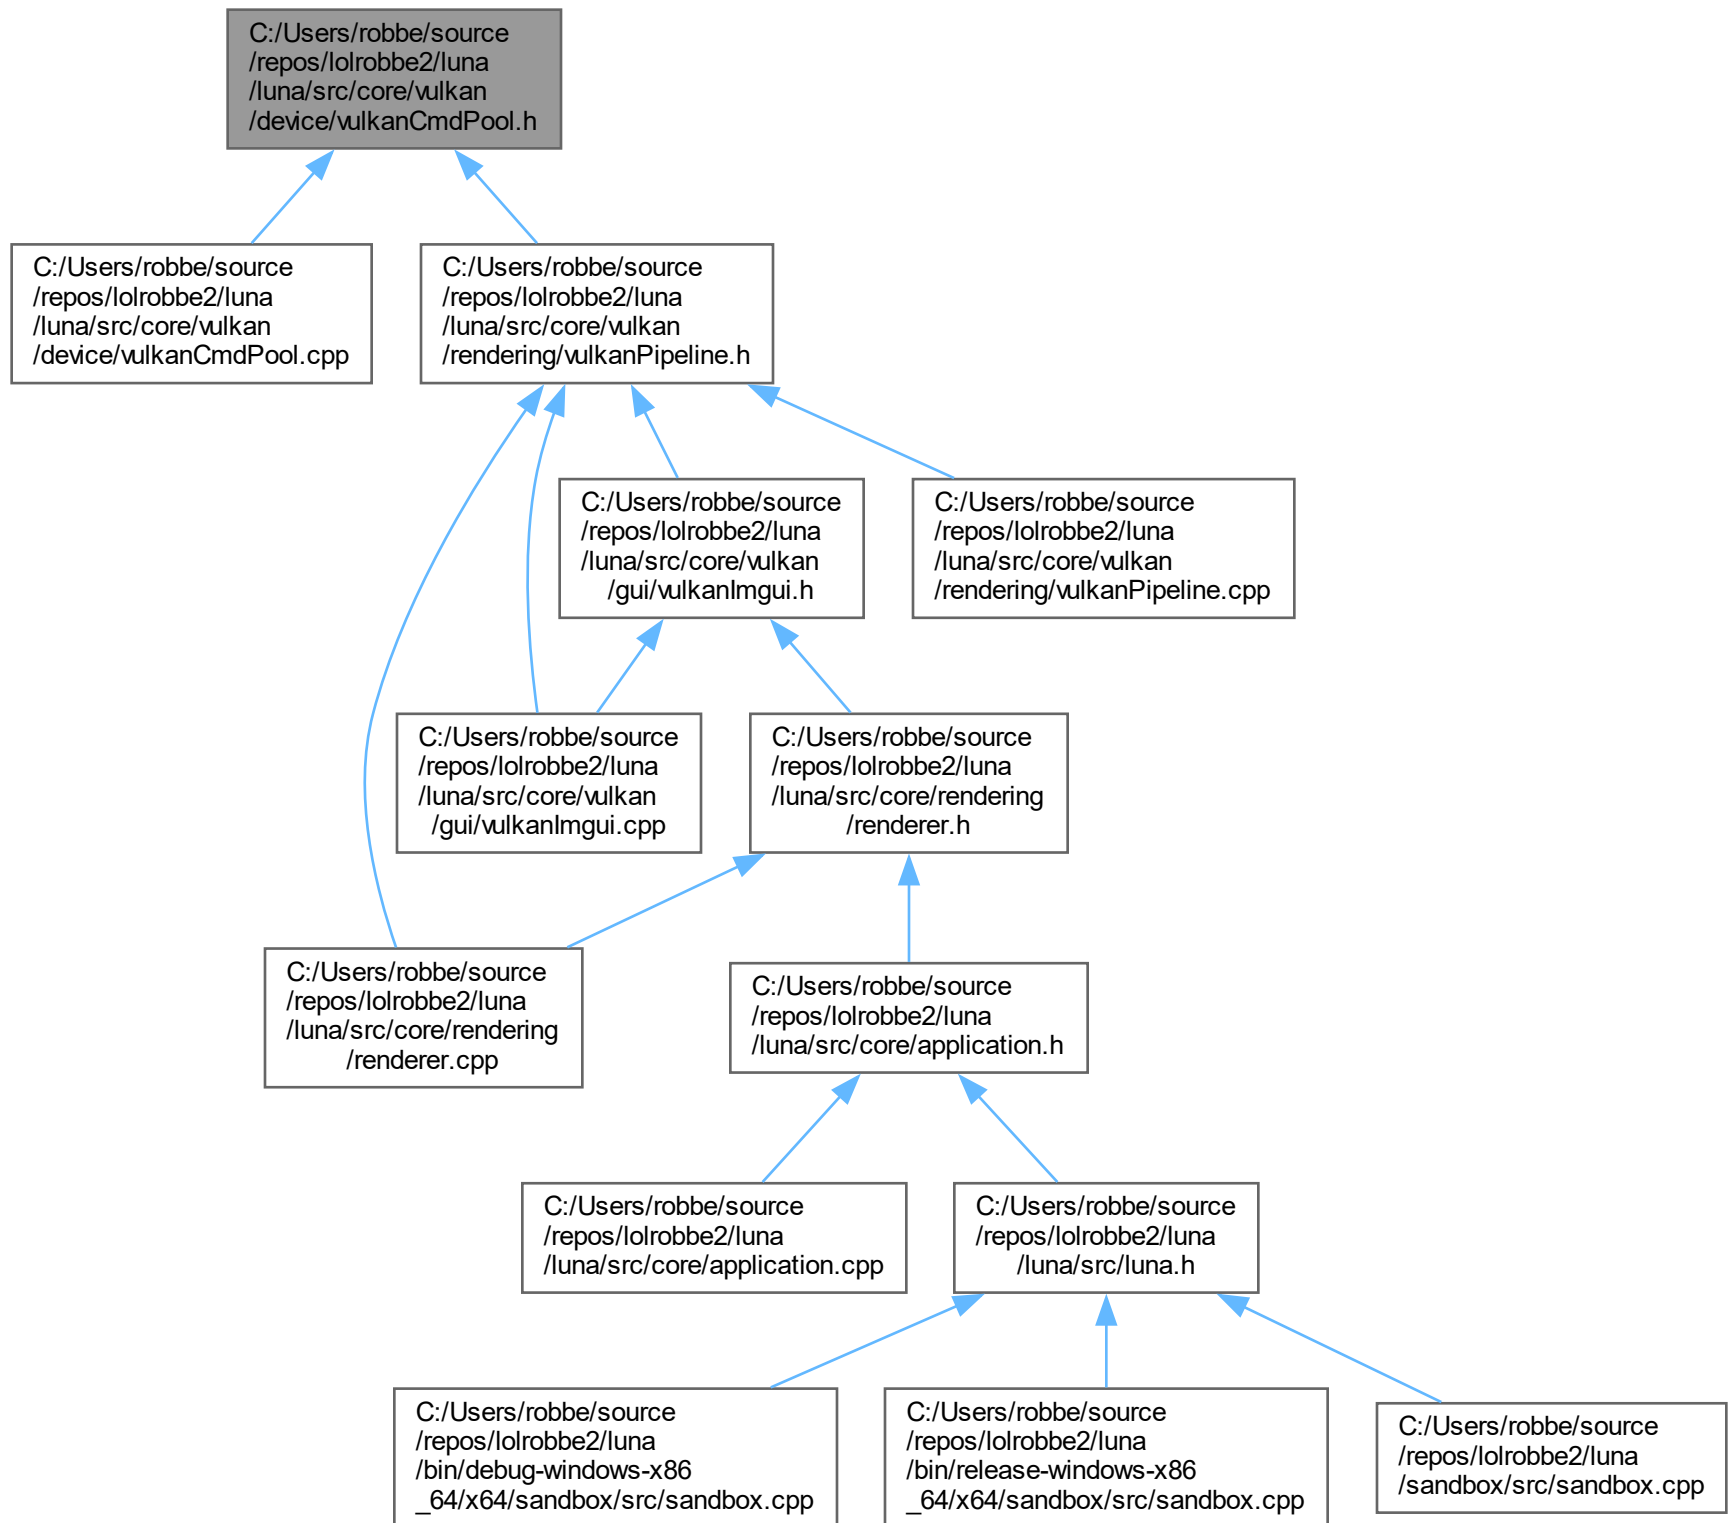 C:/Users/robbe/source
/repos/lolrobbe2/luna
/luna/src/core/vulkan
/device/vulkanCmdPool.h
C:/Users/robbe/source
/repos/lolrobbe2/luna
/luna/src/core/vulkan
/device/vulkanCmdPool.cpp
C:/Users/robbe/source
/repos/lolrobbe2/luna
/luna/src/core/vulkan
/rendering/vulkanPipeline.h
C:/Users/robbe/source
/repos/lolrobbe2/luna
/luna/src/core/vulkan
/gui/vulkanImgui.h
C:/Users/robbe/source
/repos/lolrobbe2/luna
/luna/src/core/vulkan
/rendering/vulkanPipeline.cpp
C:/Users/robbe/source
/repos/lolrobbe2/luna
/luna/src/core/vulkan
/gui/vulkanImgui.cpp
C:/Users/robbe/source
/repos/lolrobbe2/luna
/luna/src/core/rendering
/renderer.h
C:/Users/robbe/source
/repos/lolrobbe2/luna
/luna/src/core/rendering
/renderer.cpp
C:/Users/robbe/source
/repos/lolrobbe2/luna
/luna/src/core/application.h
C:/Users/robbe/source
/repos/lolrobbe2/luna
/luna/src/core/application.cpp
C:/Users/robbe/source
/repos/lolrobbe2/luna
/luna/src/luna.h
C:/Users/robbe/source
/repos/lolrobbe2/luna
/bin/debug-windows-x86
_64/x64/sandbox/src/sandbox.cpp
C:/Users/robbe/source
/repos/lolrobbe2/luna
/bin/release-windows-x86
_64/x64/sandbox/src/sandbox.cpp
C:/Users/robbe/source
/repos/lolrobbe2/luna
/sandbox/src/sandbox.cpp